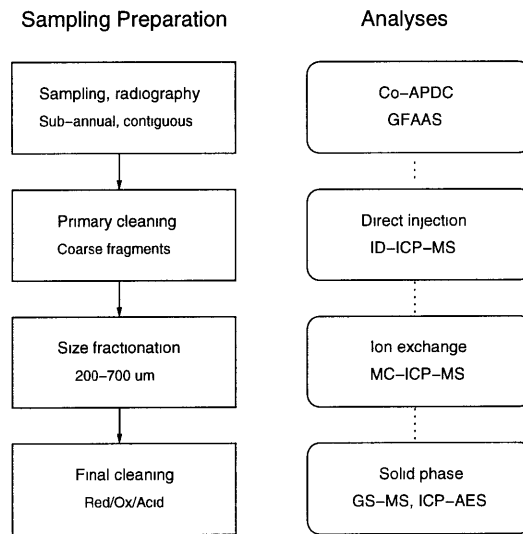 Sampling Preparation
Sampling, radiography
Sub-annual, contiguous
Primary cleaning
Coarse fragments
Size fractionation
200-700 um
Final cleaning
Red/Ox/Acid
Analyses
Co-APDC
GFAAS
Direct injection
ID-ICP-MS
Ion exchange
MC-ICP-MS
Solid phase
GS-MS, ICP-AES